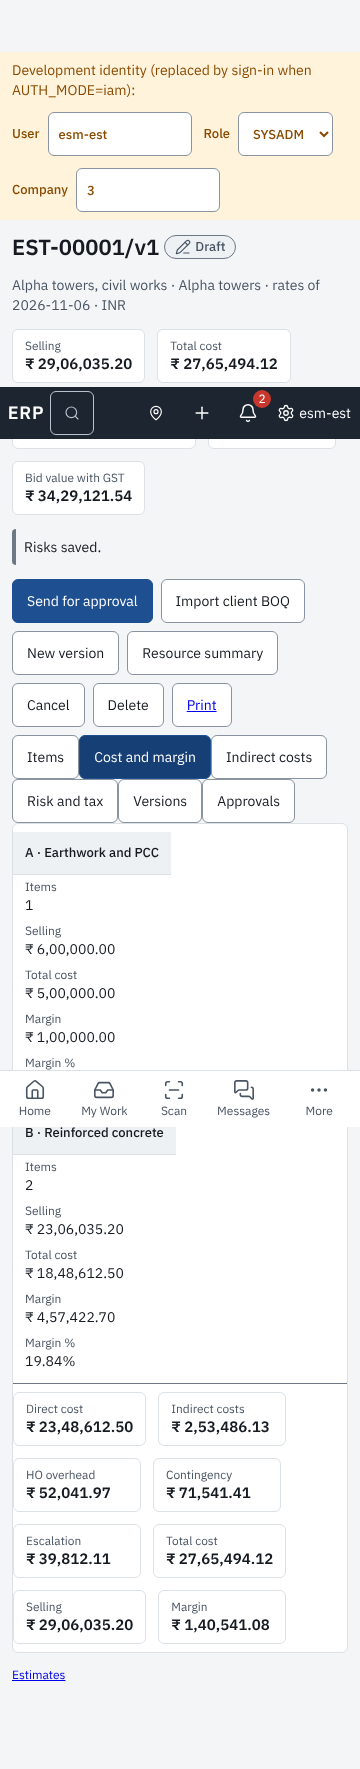 Development identity (replaced by sign-in when
AUTH_MODE=iam):
User esm-est Role SYSADM
Company 3
EST-00001/v1 Draft
Alpha towers, civil works · Alpha towers · rates of
2026-11-06 · INR
Selling Total cost
₹ 29,06,035.20 ₹ 27,65,494.12
ERP 2 esm-est
Bid value with GST
₹ 34,29,121.54
Risks saved.
Send for approval Import client BOQ
New version Resource summary
Cancel Delete Print
Items Cost and margin Indirect costs
Risk and tax Versions Approvals
A · Earthwork and PCC
Items
1
Selling
₹ 6,00,000.00
Total cost
₹ 5,00,000.00
Margin
₹ 1,00,000.00
Margin %
Home My Work Scan Messages More
B · Reinforced concrete
Items
2
Selling
₹ 23,06,035.20
Total cost
₹ 18,48,612.50
Margin
₹ 4,57,422.70
Margin %
19.84%
Direct cost Indirect costs
₹ 23,48,612.50 ₹ 2,53,486.13
HO overhead Contingency
₹ 52,041.97 ₹ 71,541.41
Escalation Total cost
₹ 39,812.11 ₹ 27,65,494.12
Selling Margin
₹ 29,06,035.20 ₹ 1,40,541.08
Estimates